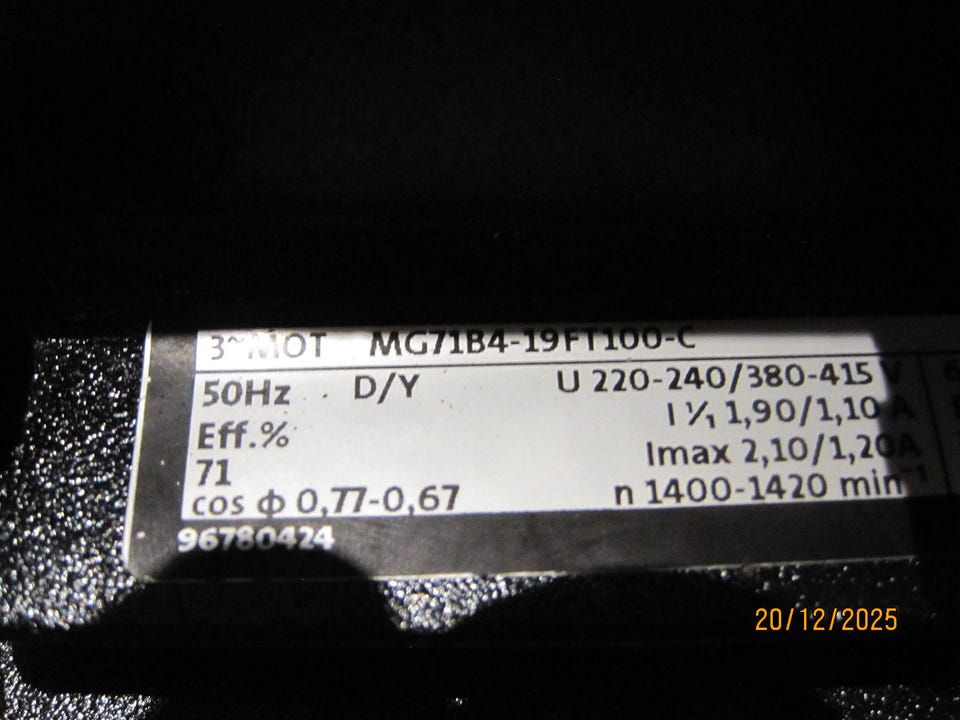 3~MOT MG71B4-19FT100-C
50Hz D/Y U 220-240/380-415 V
I 1/1 1,90/1,10 A
Eff.%
Imax 2,10/1,20A
71
cos ф 0,77-0,67 n 1400-1420 min-1
96780424
20/12/2025